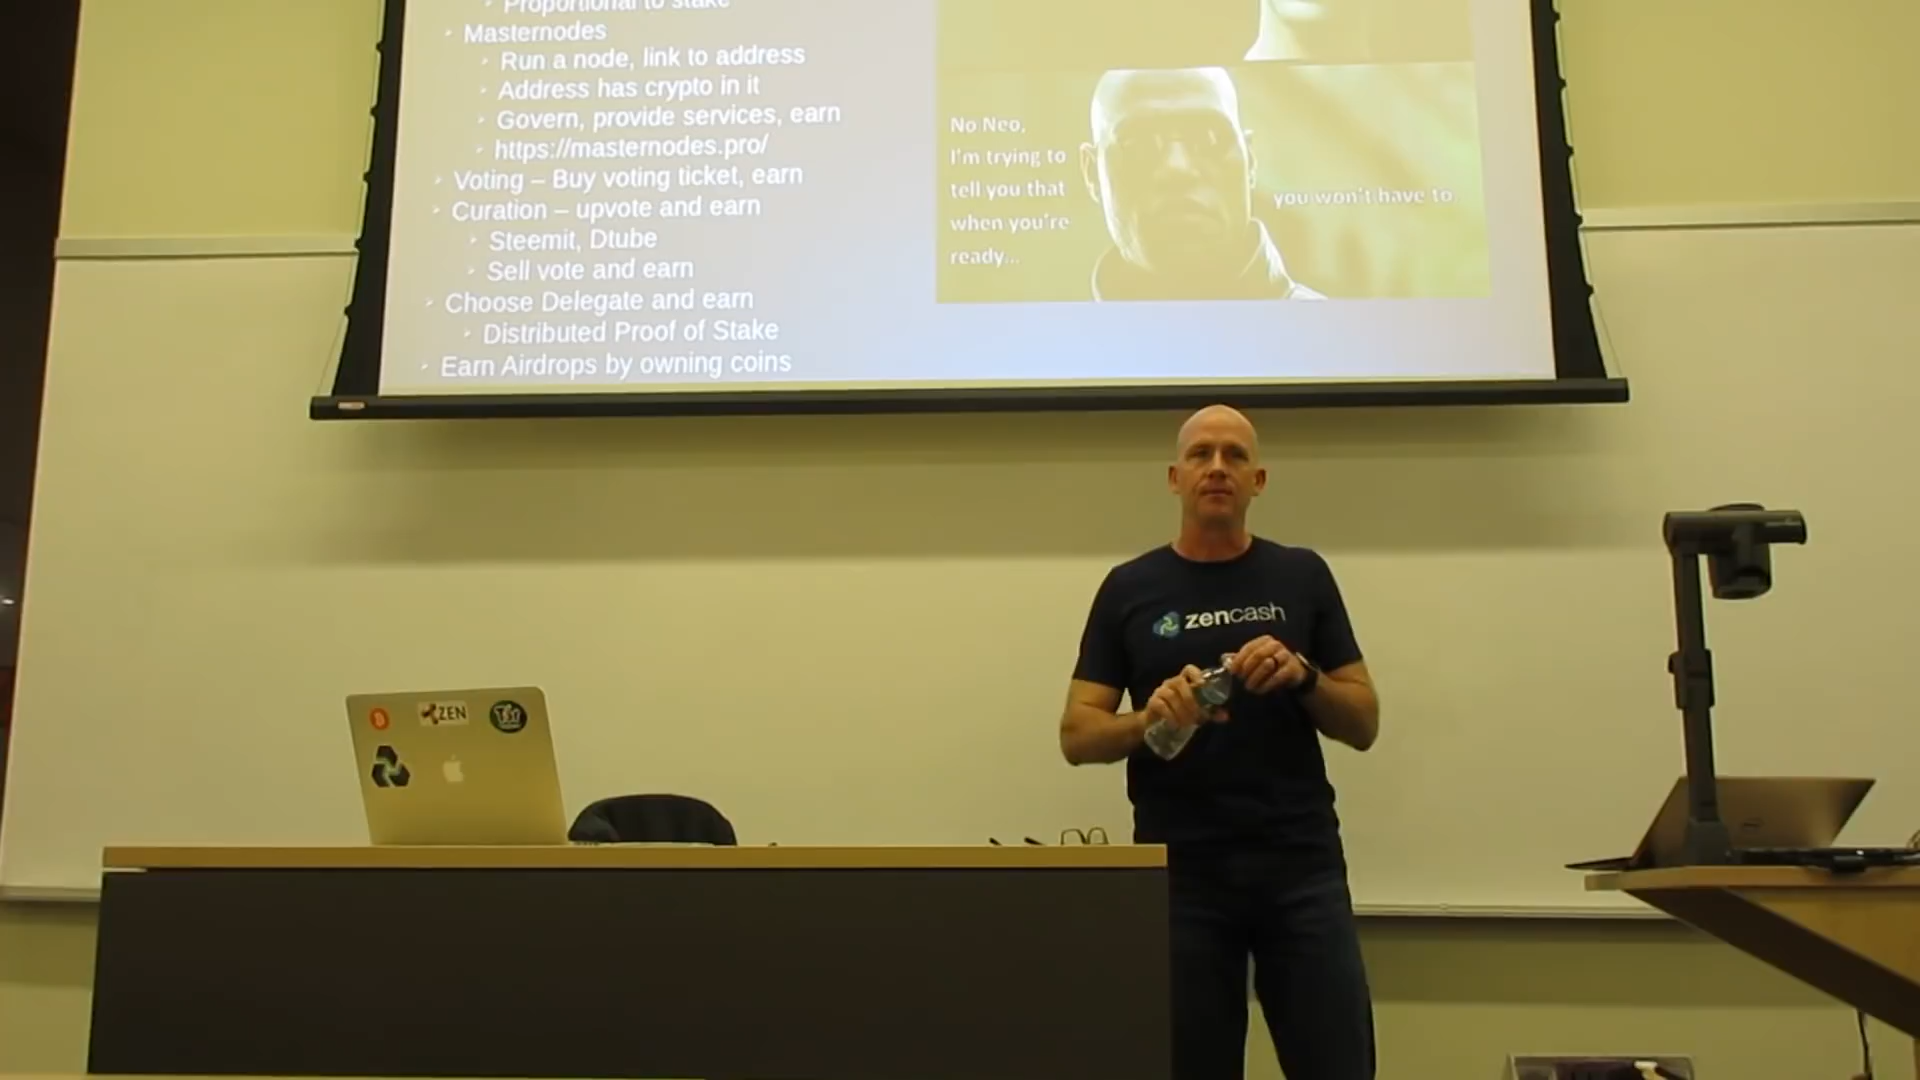 Proportional to stake
Masternodes
Run a node, link to address
Address has crypto in it
Govern, provide services, earn
https://masternodes.pro/
Voting – Buy voting ticket, earn
Curation – upvote and earn
Steemit, Dtube
Sell vote and earn
Choose Delegate and earn
Distributed Proof of Stake
Earn Airdrops by owning coins
No Neo,
I'm trying to
tell you that
when you're
ready...
you won't have to
zencash
ZEN